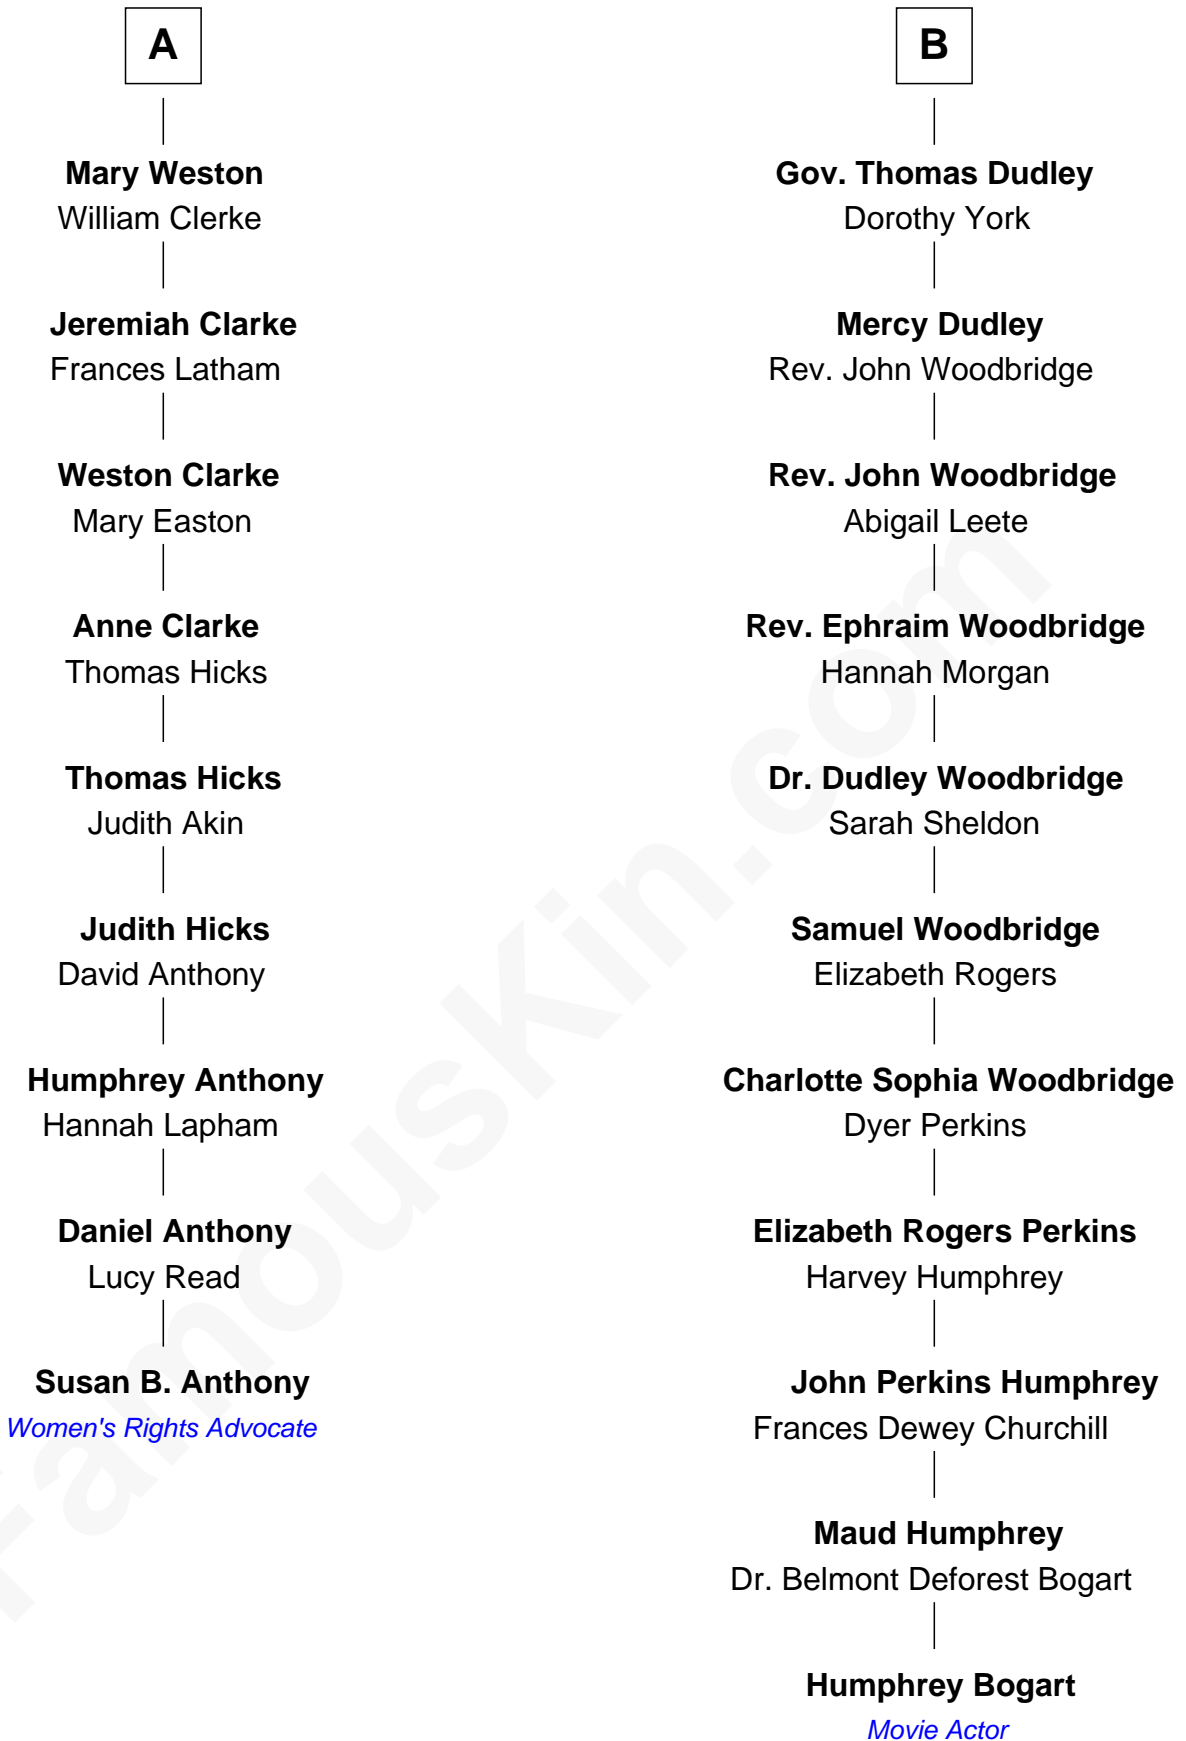 A
Mary Weston
William Clerke
Jeremiah Clarke
Frances Latham
Weston Clarke
Mary Easton
Anne Clarke
Thomas Hicks
Thomas Hicks
Judith Akin
Judith Hicks
David Anthony
Humphrey Anthony
Hannah Lapham
Daniel Anthony
Lucy Read
Susan B. Anthony
Women's Rights Advocate
B
Gov. Thomas Dudley
Dorothy York
Mercy Dudley
Rev. John Woodbridge
Rev. John Woodbridge
Abigail Leete
Rev. Ephraim Woodbridge
Hannah Morgan
Dr. Dudley Woodbridge
Sarah Sheldon
Samuel Woodbridge
Elizabeth Rogers
Charlotte Sophia Woodbridge
Dyer Perkins
Elizabeth Rogers Perkins
Harvey Humphrey
John Perkins Humphrey
Frances Dewey Churchill
Maud Humphrey
Dr. Belmont Deforest Bogart
Humphrey Bogart
Movie Actor
FamousKin.com